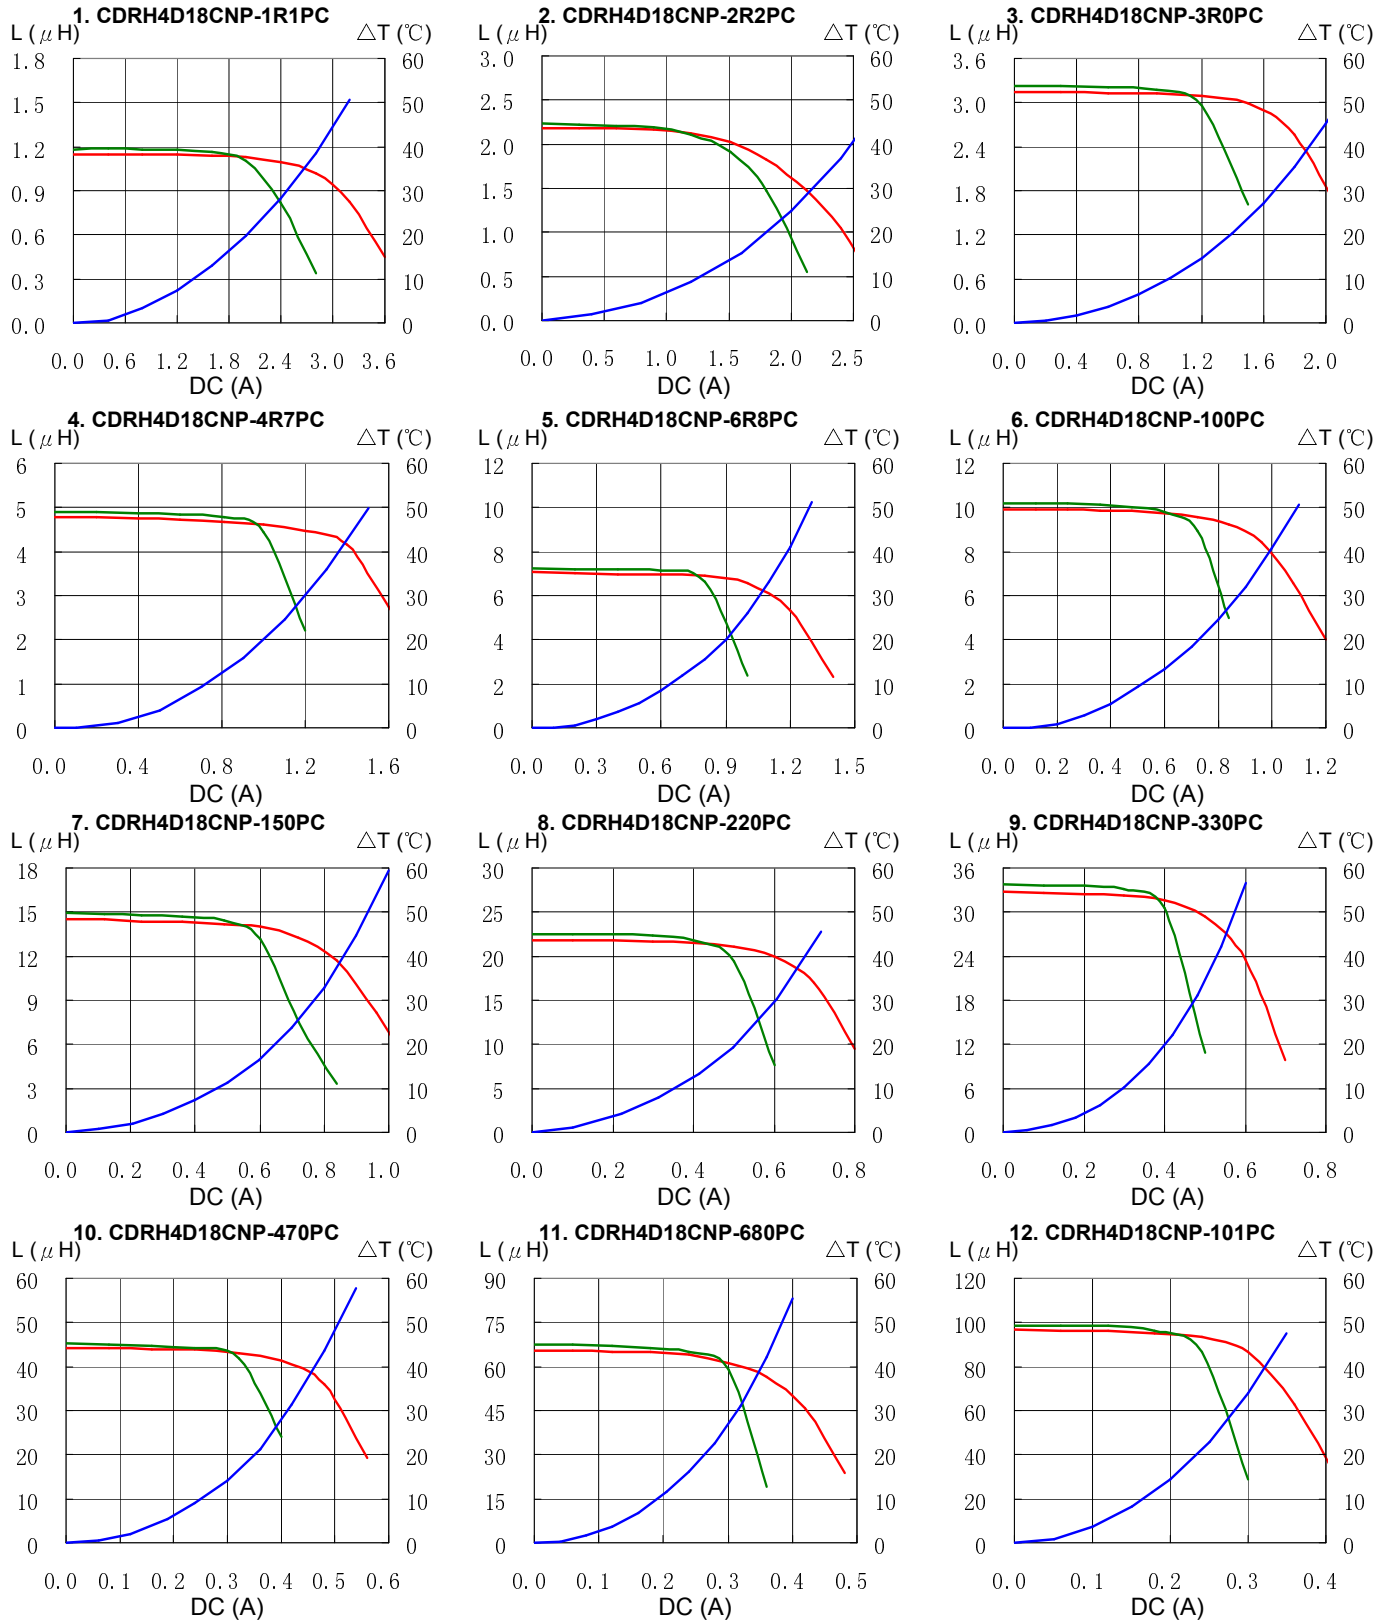 1. CDRH4D18CNP-1R1PC
L (μH) △T (℃)
1.8 60
1.5 50
1.2 40
0.9 30
0.6 20
0.3 10
0.0 0
0.0 0.6 1.2 1.8 2.4 3.0 3.6
DC (A)
2. CDRH4D18CNP-2R2PC
L (μH) △T (℃)
3.0 60
2.5 50
2.0 40
1.5 30
1.0 20
0.5 10
0.0 0
0.0 0.5 1.0 1.5 2.0 2.5
DC (A)
3. CDRH4D18CNP-3R0PC
L (μH) △T (℃)
3.6 60
3.0 50
2.4 40
1.8 30
1.2 20
0.6 10
0.0 0
0.0 0.4 0.8 1.2 1.6 2.0
DC (A)
4. CDRH4D18CNP-4R7PC
L (μH) △T (℃)
6 60
5 50
4 40
3 30
2 20
1 10
0 0
0.0 0.4 0.8 1.2 1.6
DC (A)
5. CDRH4D18CNP-6R8PC
L (μH) △T (℃)
12 60
10 50
8 40
6 30
4 20
2 10
0 0
0.0 0.3 0.6 0.9 1.2 1.5
DC (A)
6. CDRH4D18CNP-100PC
L (μH) △T (℃)
12 60
10 50
8 40
6 30
4 20
2 10
0 0
0.0 0.2 0.4 0.6 0.8 1.0 1.2
DC (A)
7. CDRH4D18CNP-150PC
L (μH) △T (℃)
18 60
15 50
12 40
9 30
6 20
3 10
0 0
0.0 0.2 0.4 0.6 0.8 1.0
DC (A)
8. CDRH4D18CNP-220PC
L (μH) △T (℃)
30 60
25 50
20 40
15 30
10 20
5 10
0 0
0.0 0.2 0.4 0.6 0.8
DC (A)
9. CDRH4D18CNP-330PC
L (μH) △T (℃)
36 60
30 50
24 40
18 30
12 20
6 10
0 0
0.0 0.2 0.4 0.6 0.8
DC (A)
10. CDRH4D18CNP-470PC
L (μH) △T (℃)
60 60
50 50
40 40
30 30
20 20
10 10
0 0
0.0 0.1 0.2 0.3 0.4 0.5 0.6
DC (A)
11. CDRH4D18CNP-680PC
L (μH) △T (℃)
90 60
75 50
60 40
45 30
30 20
15 10
0 0
0.0 0.1 0.2 0.3 0.4 0.5
DC (A)
12. CDRH4D18CNP-101PC
L (μH) △T (℃)
120 60
100 50
80 40
60 30
40 20
20 10
0 0
0.0 0.1 0.2 0.3 0.4
DC (A)